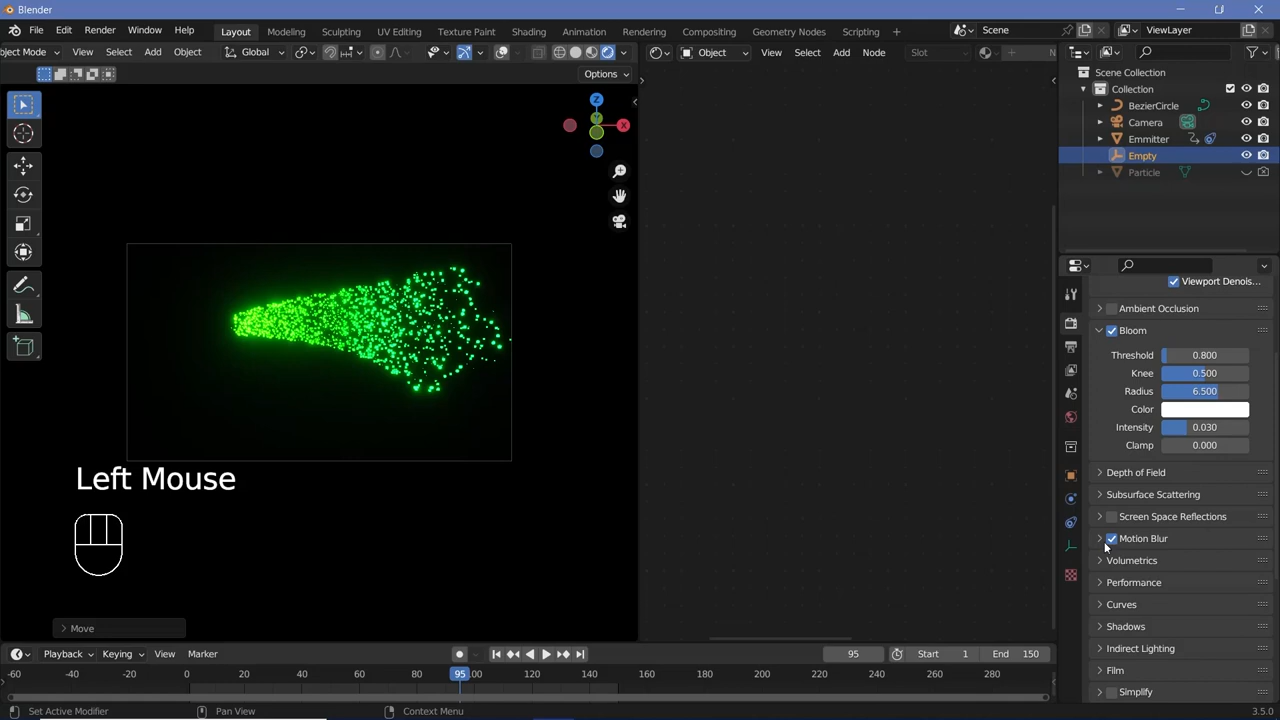 Blender
File Edit Render Window Help Layout Modeling Sculpting UV Editing Texture Paint Shading Animation Rendering Compositing Geometry Nodes Scripting + Scene ViewLayer
ject Mode View Select Add Object Global Object View Select Add Node Slot N
Options
Scene Collection
Collection
BezierCircle
Camera
Emmitter
Empty
Particle
Z
Y
X
Viewport Denois...
Ambient Occlusion
Bloom
Threshold 0.800
Knee 0.500
Radius 6.500
Color
Intensity 0.030
Clamp 0.000
Depth of Field
Subsurface Scattering
Screen Space Reflections
Motion Blur
Volumetrics
Performance
Curves
Shadows
Indirect Lighting
Film
Simplify
Left Mouse
Move
Playback Keying View Marker 95 Start 1 End 150
-60 -40 -20 0 20 40 60 80 95 100 120 140 160 180 200 220 240 260 280
Set Active Modifier Pan View Context Menu 3.5.0